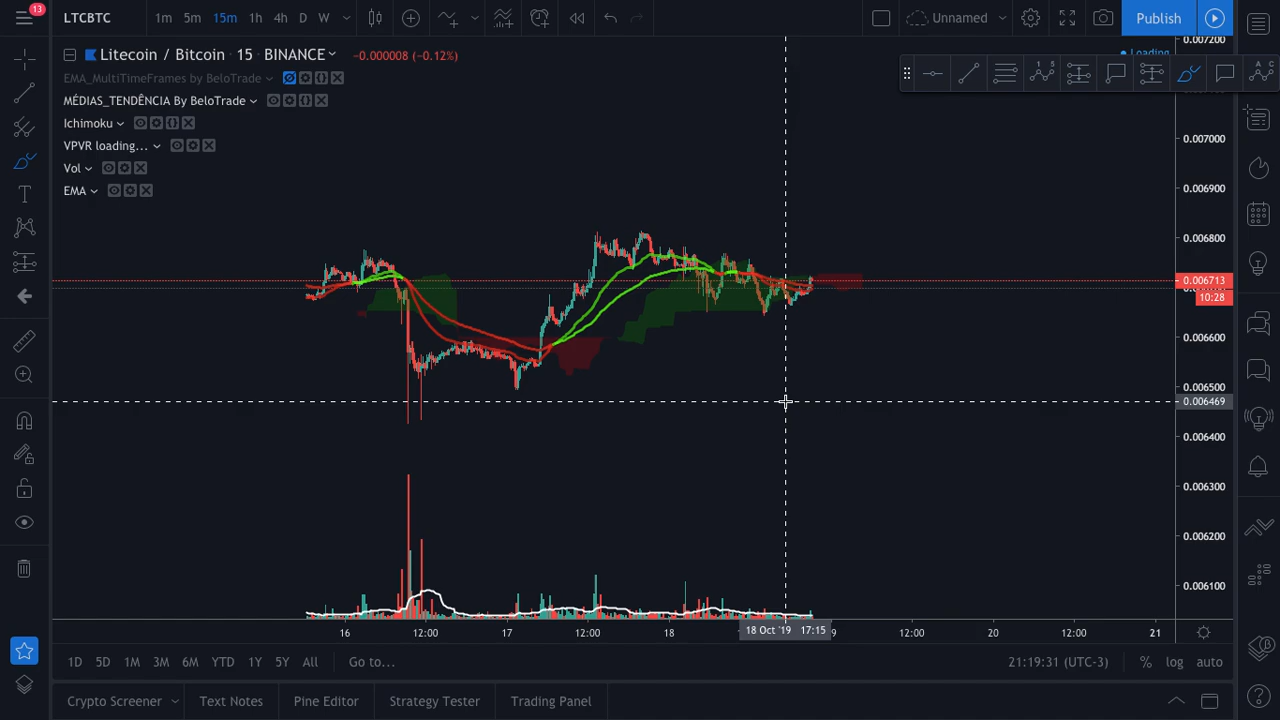 13
LTCBTC
1m 5m 15m 1h 4h D W
Unnamed
Publish
Litecoin / Bitcoin · 15 · BINANCE
-0.000008 (-0.12%)
Loading
EMA_MultiTimeFrames by BeloTrade
MÉDIAS_TENDÊNCIA By BeloTrade
Ichimoku
VPVR loading...
Vol
EMA
0.007200
0.007000
0.006900
0.006800
0.006713
10:28
0.006600
0.006500
0.006469
0.006400
0.006300
0.006200
0.006100
16 12:00 17 12:00 18 18 Oct '19 17:15 9 12:00 20 12:00 21
1D 5D 1M 3M 6M YTD 1Y 5Y All Go to...
21:19:31 (UTC-3) % log auto
Crypto Screener Text Notes Pine Editor Strategy Tester Trading Panel